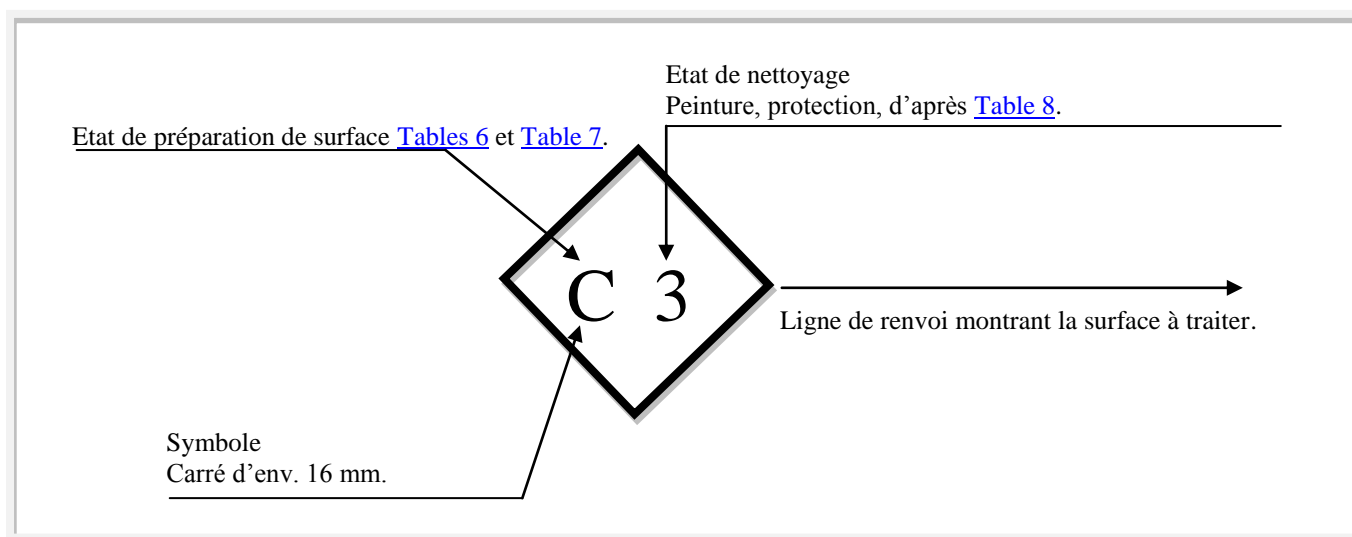 Etat de nettoyage
Peinture, protection, d’après Table 8.
Etat de préparation de surface Tables 6 et Table 7.
C 3
Ligne de renvoi montrant la surface à traiter.
Symbole
Carré d’env. 16 mm.